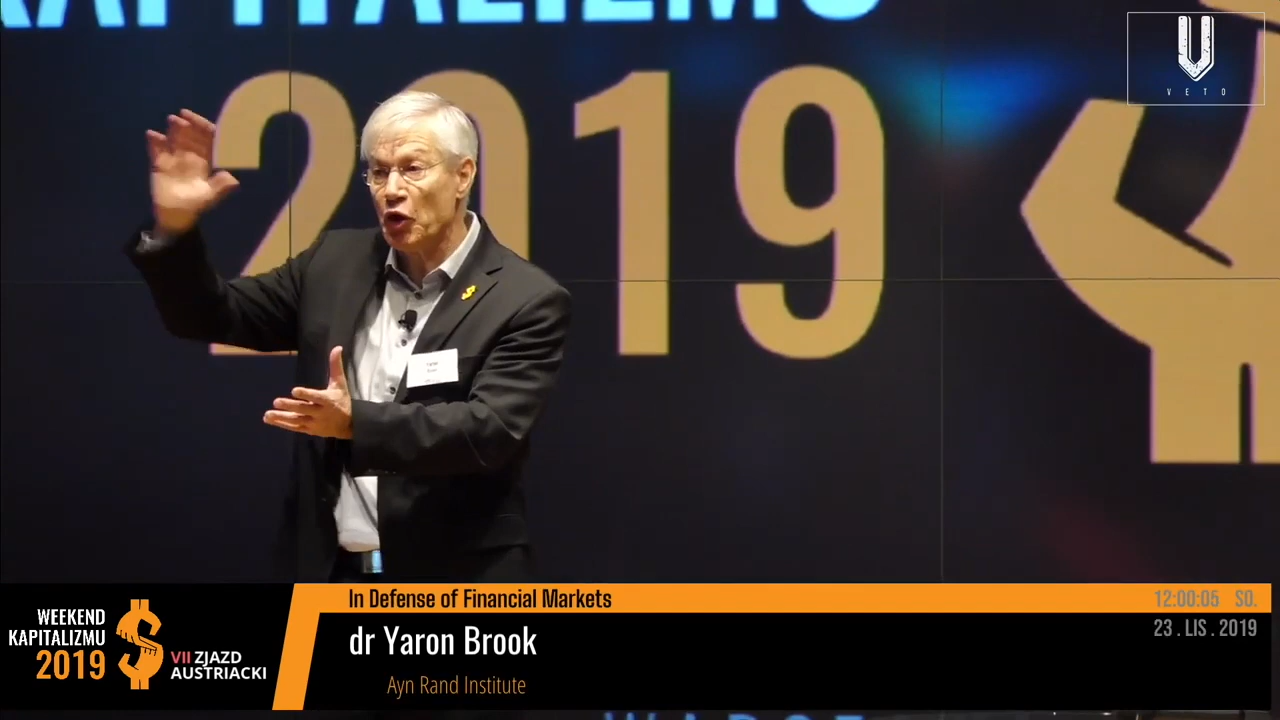 KAPITALIZMU
2019
V
VETO
In Defense of Financial Markets
12:00:05 SO.
WEEKEND
KAPITALIZMU
2019
VII ZJAZD
AUSTRIACKI
dr Yaron Brook
23 . LIS . 2019
Ayn Rand Institute